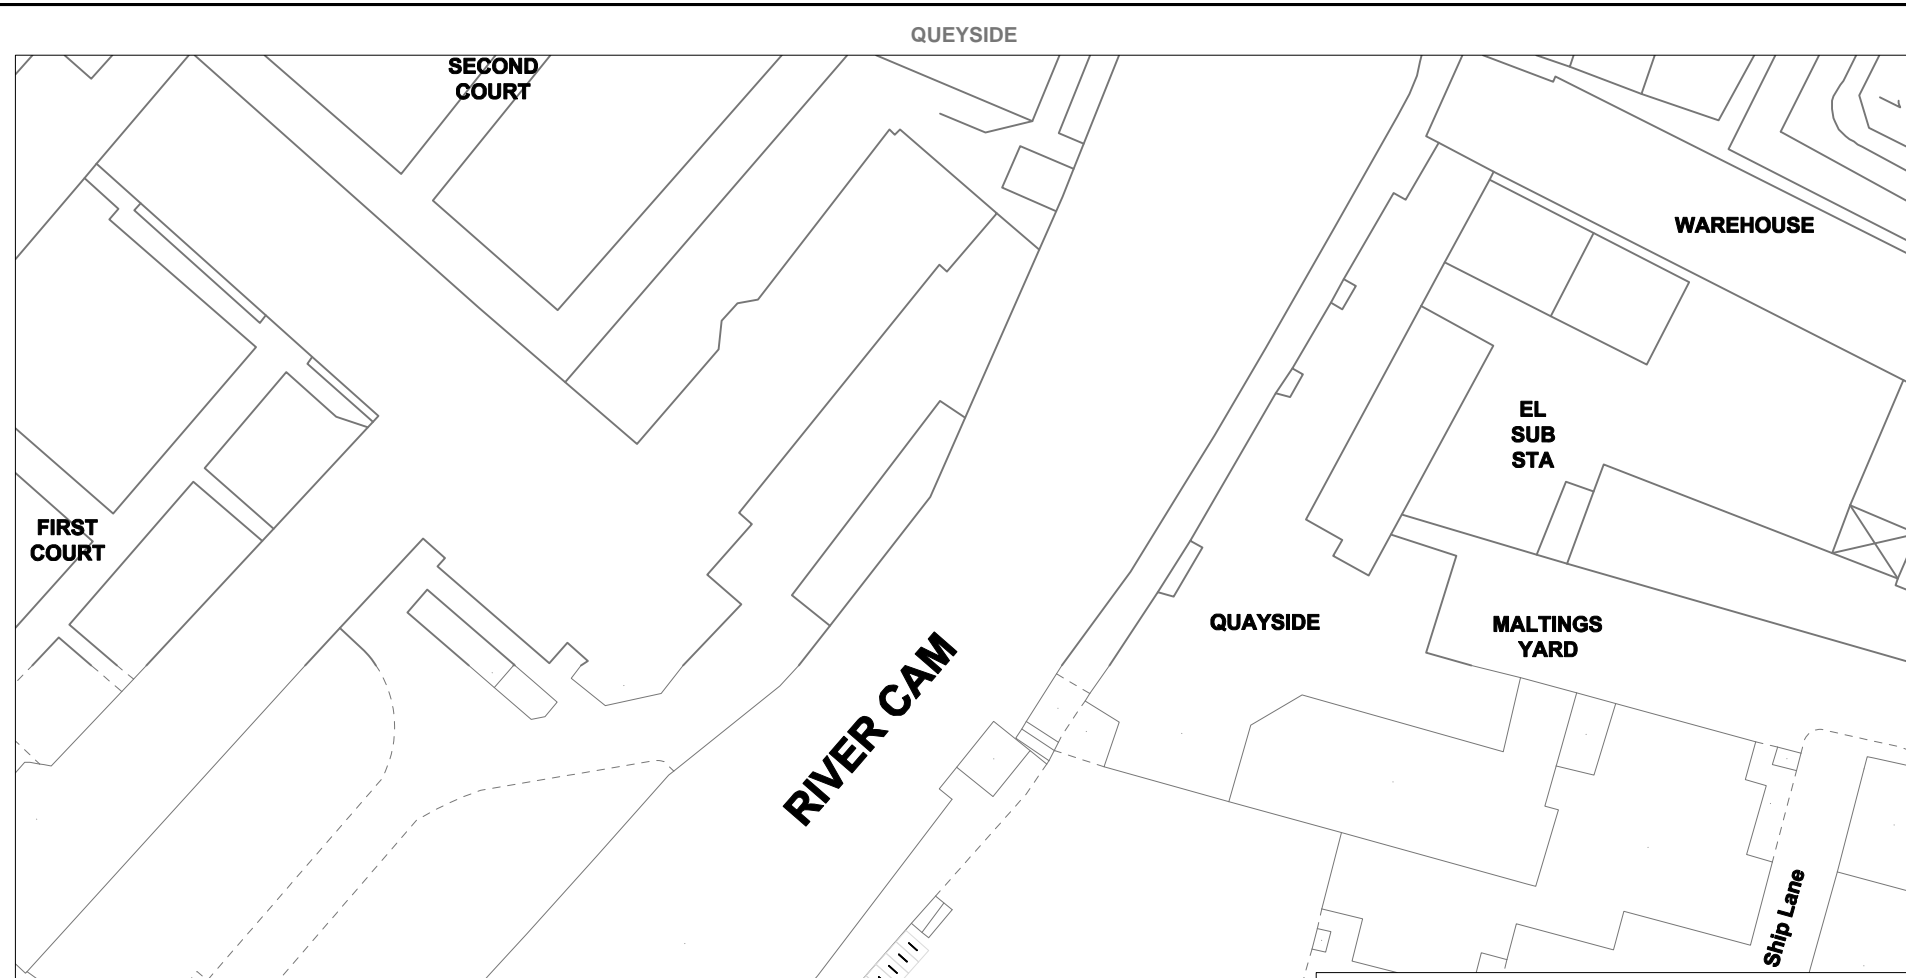 QUEYSIDE
SECOND
COURT
WAREHOUSE
EL
SUB
STA
FIRST
COURT
QUAYSIDE
MALTINGS
YARD
RIVER CAM
Ship Lane